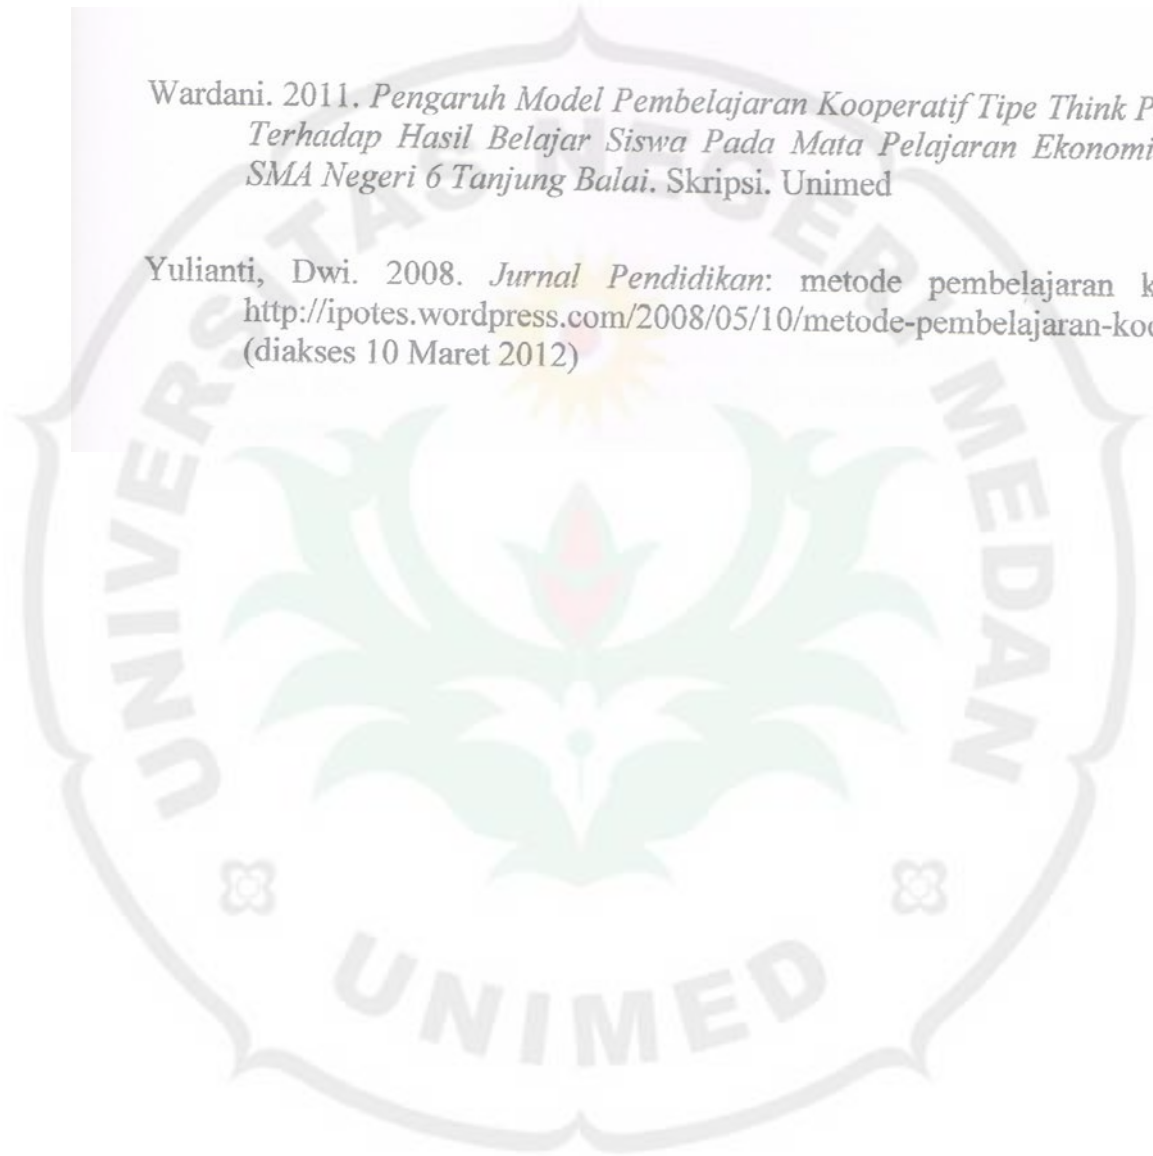 Wardani. 2011. Pengaruh Model Pembelajaran Kooperatif Tipe Think P
Terhadap Hasil Belajar Siswa Pada Mata Pelajaran Ekonomi
SMA Negeri 6 Tanjung Balai. Skripsi. Unimed
Yulianti, Dwi. 2008. Jurnal Pendidikan: metode pembelajaran k
http://ipotes.wordpress.com/2008/05/10/metode-pembelajaran-koo
(diakses 10 Maret 2012)
UNIVERSITAS NEGERI MEDAN
UNIMED